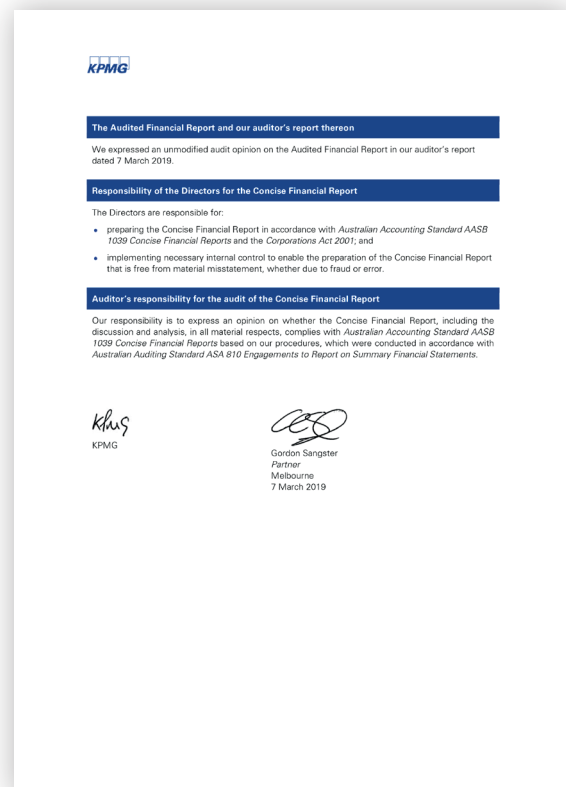 KPMG
The Audited Financial Report and our auditor's report thereon
We expressed an unmodified audit opinion on the Audited Financial Report in our auditor's report
dated 7 March 2019.
Responsibility of the Directors for the Concise Financial Report
The Directors are responsible for:
• preparing the Concise Financial Report in accordance with Australian Accounting Standard AASB
1039 Concise Financial Reports and the Corporations Act 2001; and
• implementing necessary internal control to enable the preparation of the Concise Financial Report
that is free from material misstatement, whether due to fraud or error.
Auditor's responsibility for the audit of the Concise Financial Report
Our responsibility is to express an opinion on whether the Concise Financial Report, including the
discussion and analysis, in all material respects, complies with Australian Accounting Standard AASB
1039 Concise Financial Reports based on our procedures, which were conducted in accordance with
Australian Auditing Standard ASA 810 Engagements to Report on Summary Financial Statements.
KPMG
KPMG
Gordon Sangster
Partner
Melbourne
7 March 2019